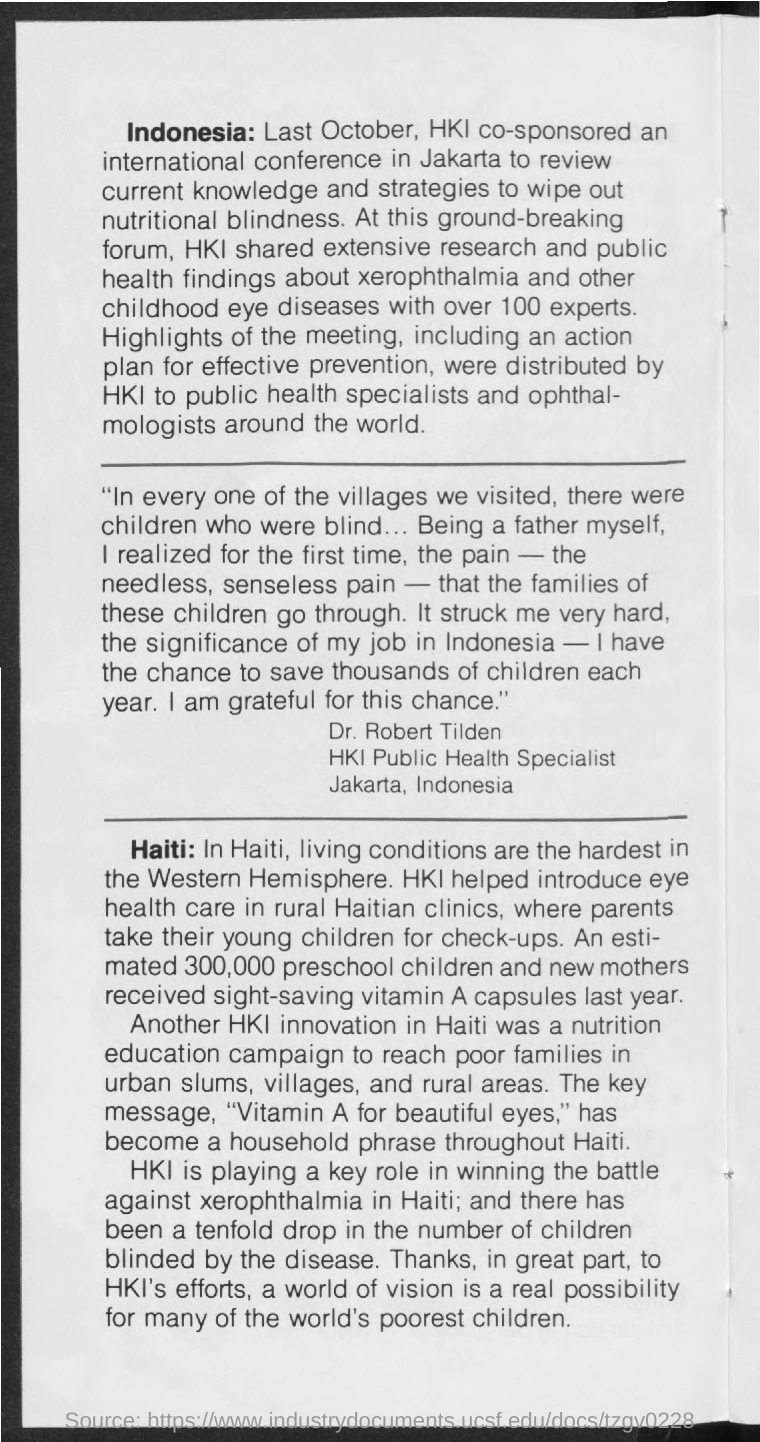 Indonesia: Last October, HKI co-sponsored an
international conference in Jakarta to review
current knowledge and strategies to wipe out
nutritional blindness. At this ground-breaking
forum, HKI shared extensive research and public
health findings about xerophthalmia and other
childhood eye diseases with over 100 experts.
Highlights of the meeting, including an action
plan for effective prevention, were distributed by
HKI to public health specialists and ophthal-
mologists around the world.
“In every one of the villages we visited, there were
children who were blind... Being a father myself,
I realized for the first time, the pain — the
needless, senseless pain — that the families of
these children go through. It struck me very hard,
the significance of my job in Indonesia — I have
the chance to save thousands of children each
year. I am grateful for this chance.”
Dr. Robert Tilden
HKI Public Health Specialist
Jakarta, Indonesia
Haiti: In Haiti, living conditions are the hardest in
the Western Hemisphere. HKI helped introduce eye
health care in rural Haitian clinics, where parents
take their young children for check-ups. An esti-
mated 300,000 preschool children and new mothers
received sight-saving vitamin A capsules last year.
Another HKI innovation in Haiti was a nutrition
education campaign to reach poor families in
urban slums, villages, and rural areas. The key
message, “Vitamin A for beautiful eyes,” has
become a household phrase throughout Haiti.
HKI is playing a key role in winning the battle
against xerophthalmia in Haiti; and there has
been a tenfold drop in the number of children
blinded by the disease. Thanks, in great part, to
HKI's efforts, a world of vision is a real possibility
for many of the world's poorest children.
Source: https://www.industrydocuments.ucsf.edu/docs/tzgv0228